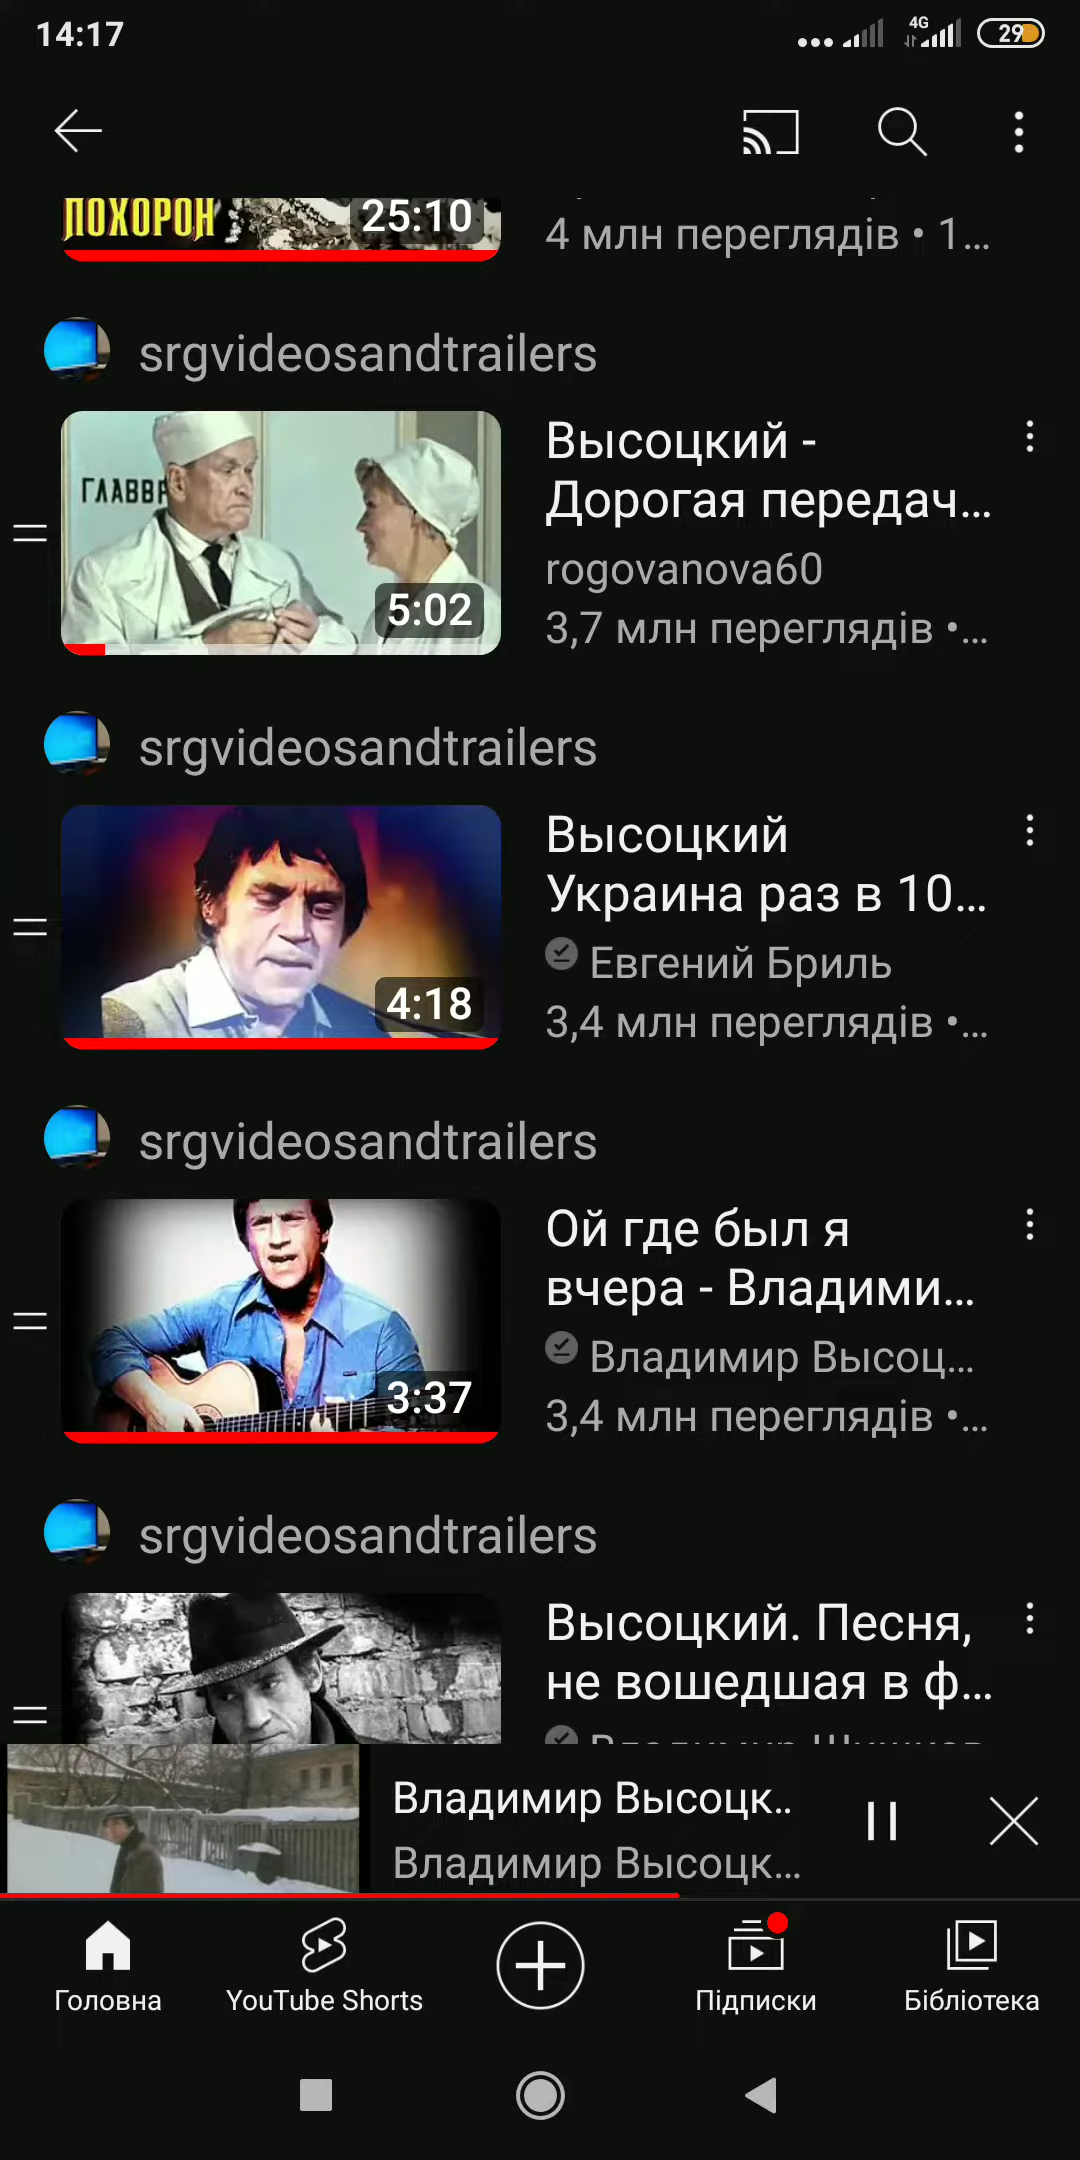 14:17
4G
29
ПОХОРОН
25:10
4 млн переглядів • 1...
srgvideosandtrailers
ГЛАВВР
5:02
Высоцкий -
Дорогая передач...
rogovanova60
3,7 млн переглядів •...
srgvideosandtrailers
4:18
Высоцкий
Украина раз в 10...
Евгений Бриль
3,4 млн переглядів •...
srgvideosandtrailers
3:37
Ой где был я
вчера - Владими...
Владимир Высоц...
3,4 млн переглядів •...
srgvideosandtrailers
Высоцкий. Песня,
не вошедшая в ф...
Владимир Высоцк..
Владимир Высоцк...
Головна
YouTube Shorts
Підписки
Бібліотека